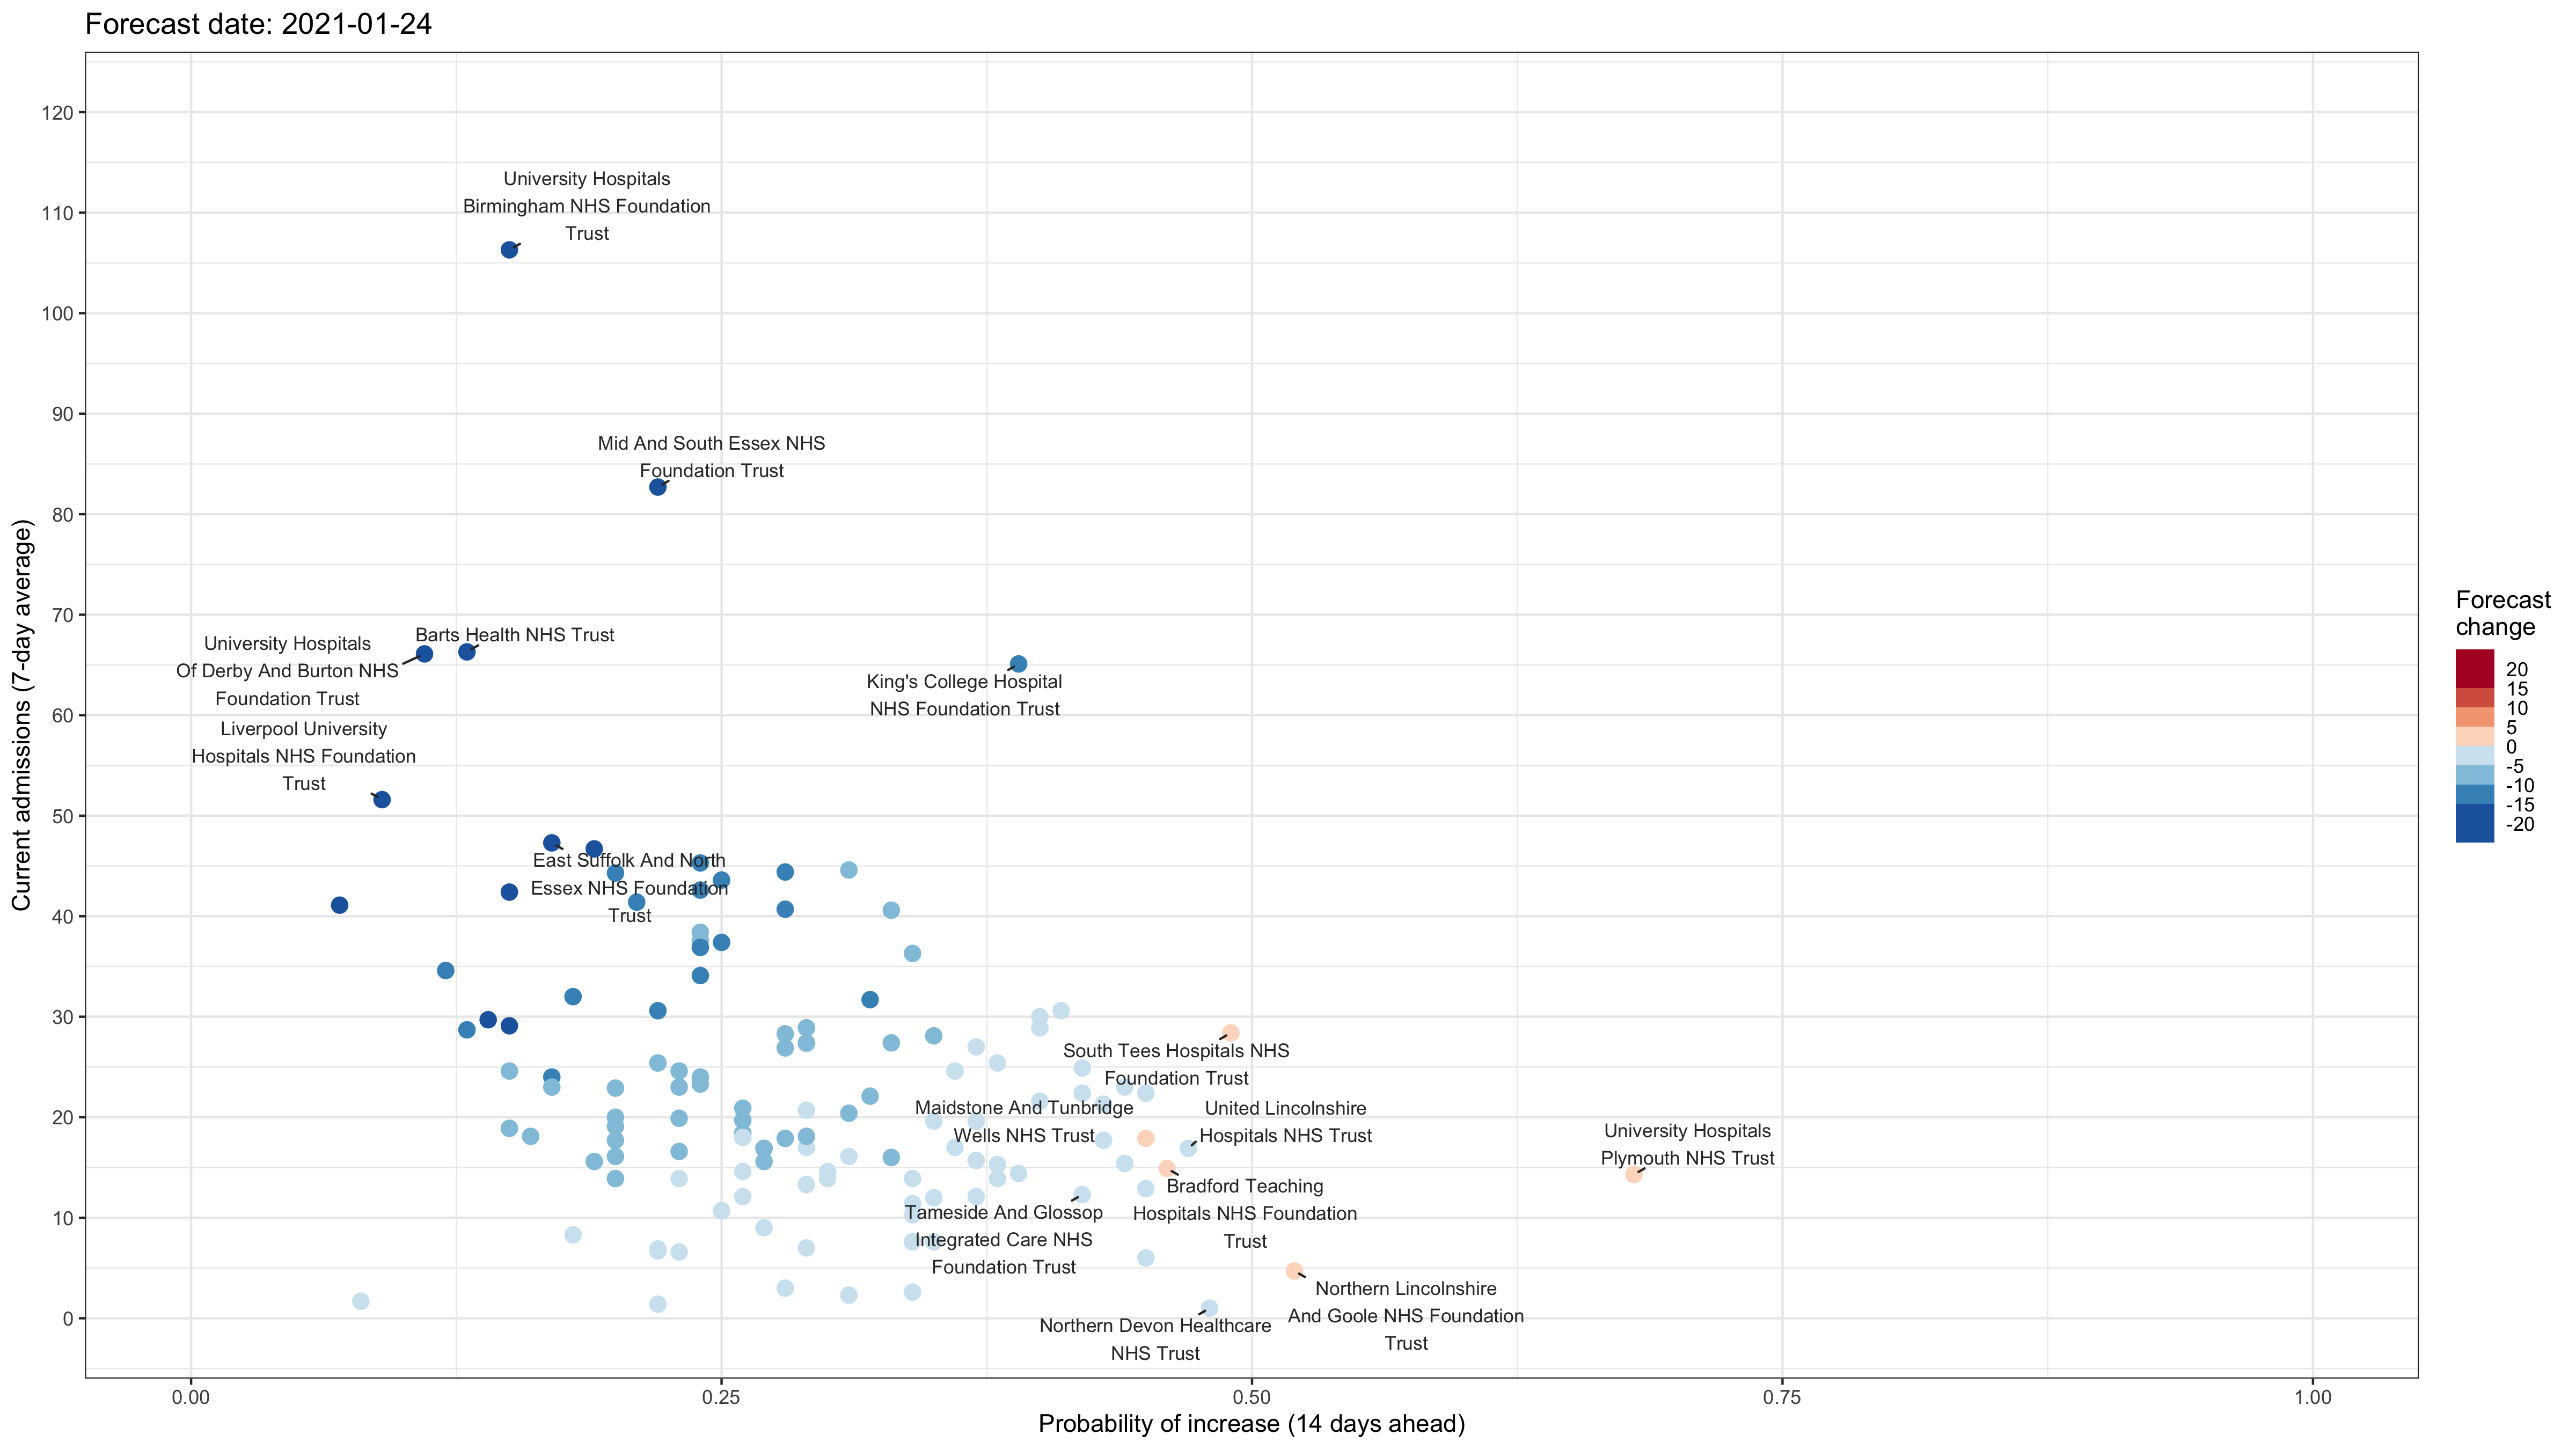 Forecast date: 2021-01-24
Current admissions (7-day average)
120
110
100
90
80
70
60
50
40
30
20
10
0
University Hospitals
Birmingham NHS Foundation
Trust
Mid And South Essex NHS
Foundation Trust
Barts Health NHS Trust
University Hospitals
Of Derby And Burton NHS
Foundation Trust
King's College Hospital
NHS Foundation Trust
Liverpool University
Hospitals NHS Foundation
Trust
East Suffolk And North
Essex NHS Foundation
Trust
South Tees Hospitals NHS
Foundation Trust
Maidstone And Tunbridge
Wells NHS Trust
United Lincolnshire
Hospitals NHS Trust
University Hospitals
Plymouth NHS Trust
Bradford Teaching
Hospitals NHS Foundation
Trust
Tameside And Glossop
Integrated Care NHS
Foundation Trust
Northern Lincolnshire
And Goole NHS Foundation
Trust
Northern Devon Healthcare
NHS Trust
0.00
0.25
0.50
0.75
1.00
Probability of increase (14 days ahead)
Forecast
change
20
15
10
5
0
-5
-10
-15
-20